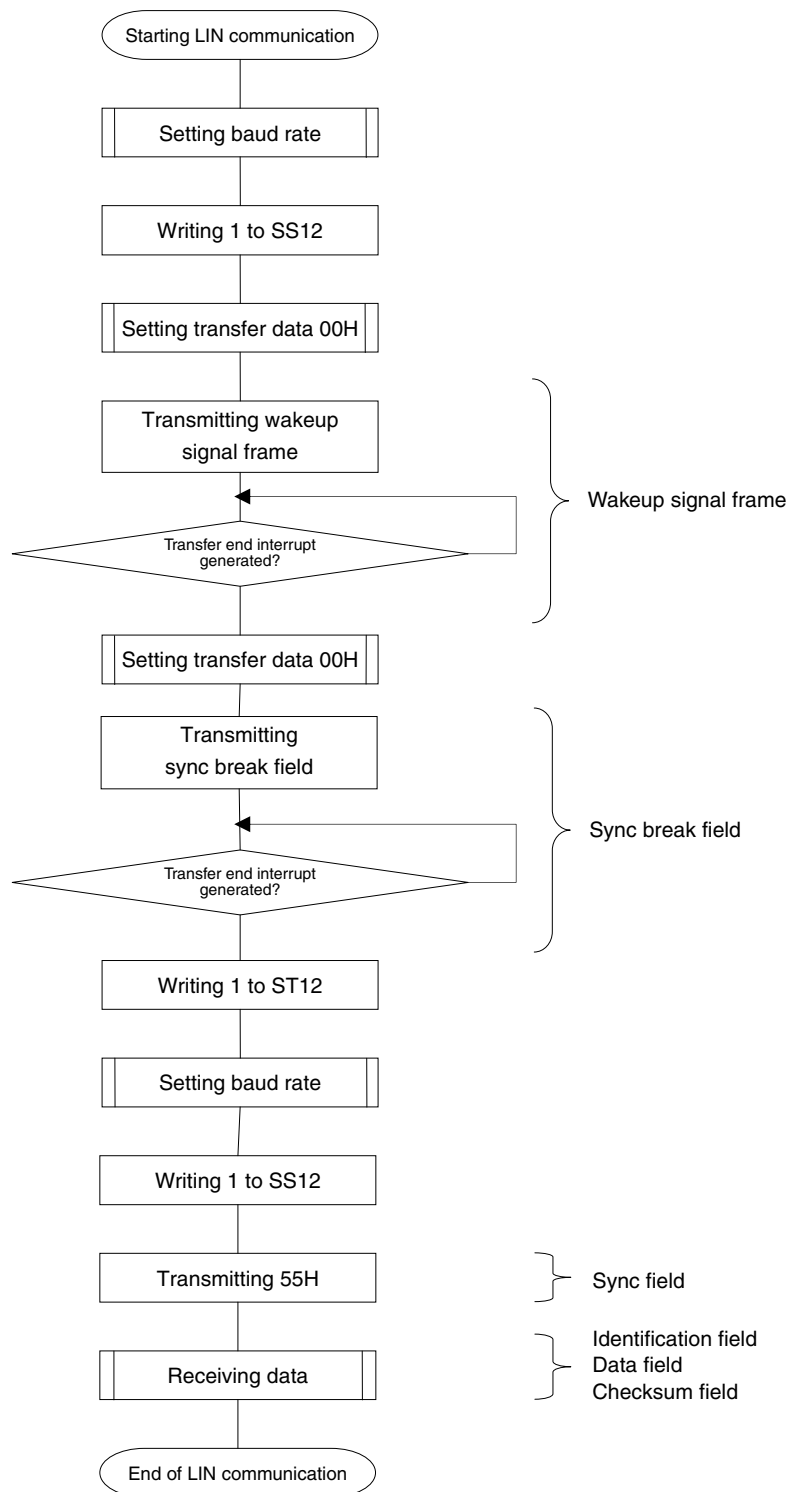 Starting LIN communication
Setting baud rate
Writing 1 to SS12
Setting transfer data 00H
Transmitting wakeup
signal frame
Wakeup signal frame
Transfer end interrupt
generated?
Setting transfer data 00H
Transmitting
sync break field
Sync break field
Transfer end interrupt
generated?
Writing 1 to ST12
Setting baud rate
Writing 1 to SS12
Transmitting 55H
Sync field
Receiving data
Identification field
Data field
Checksum field
End of LIN communication